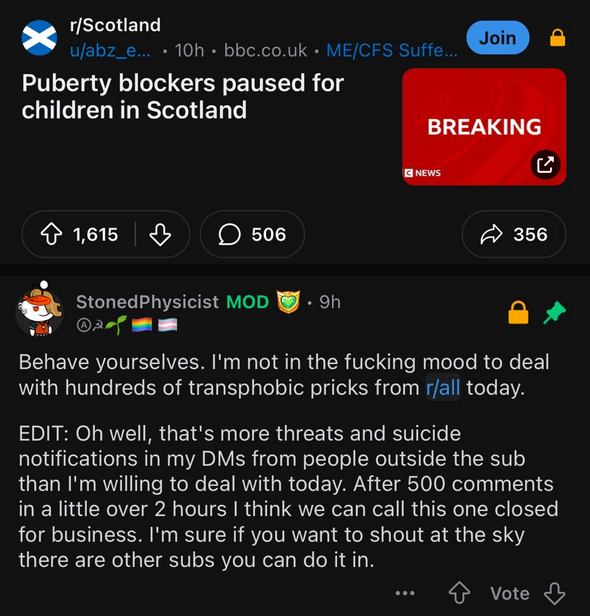 r/Scotland
u/abz_e... • 10h • bbc.co.uk • ME/CFS Suffe...
Join
Puberty blockers paused for
children in Scotland
BREAKING
NEWS
1,615
506
356
StonedPhysicist MOD • 9h
Behave yourselves. I'm not in the fucking mood to deal
with hundreds of transphobic pricks from r/all today.
EDIT: Oh well, that's more threats and suicide
notifications in my DMs from people outside the sub
than I'm willing to deal with today. After 500 comments
in a little over 2 hours I think we can call this one closed
for business. I'm sure if you want to shout at the sky
there are other subs you can do it in.
... Vote